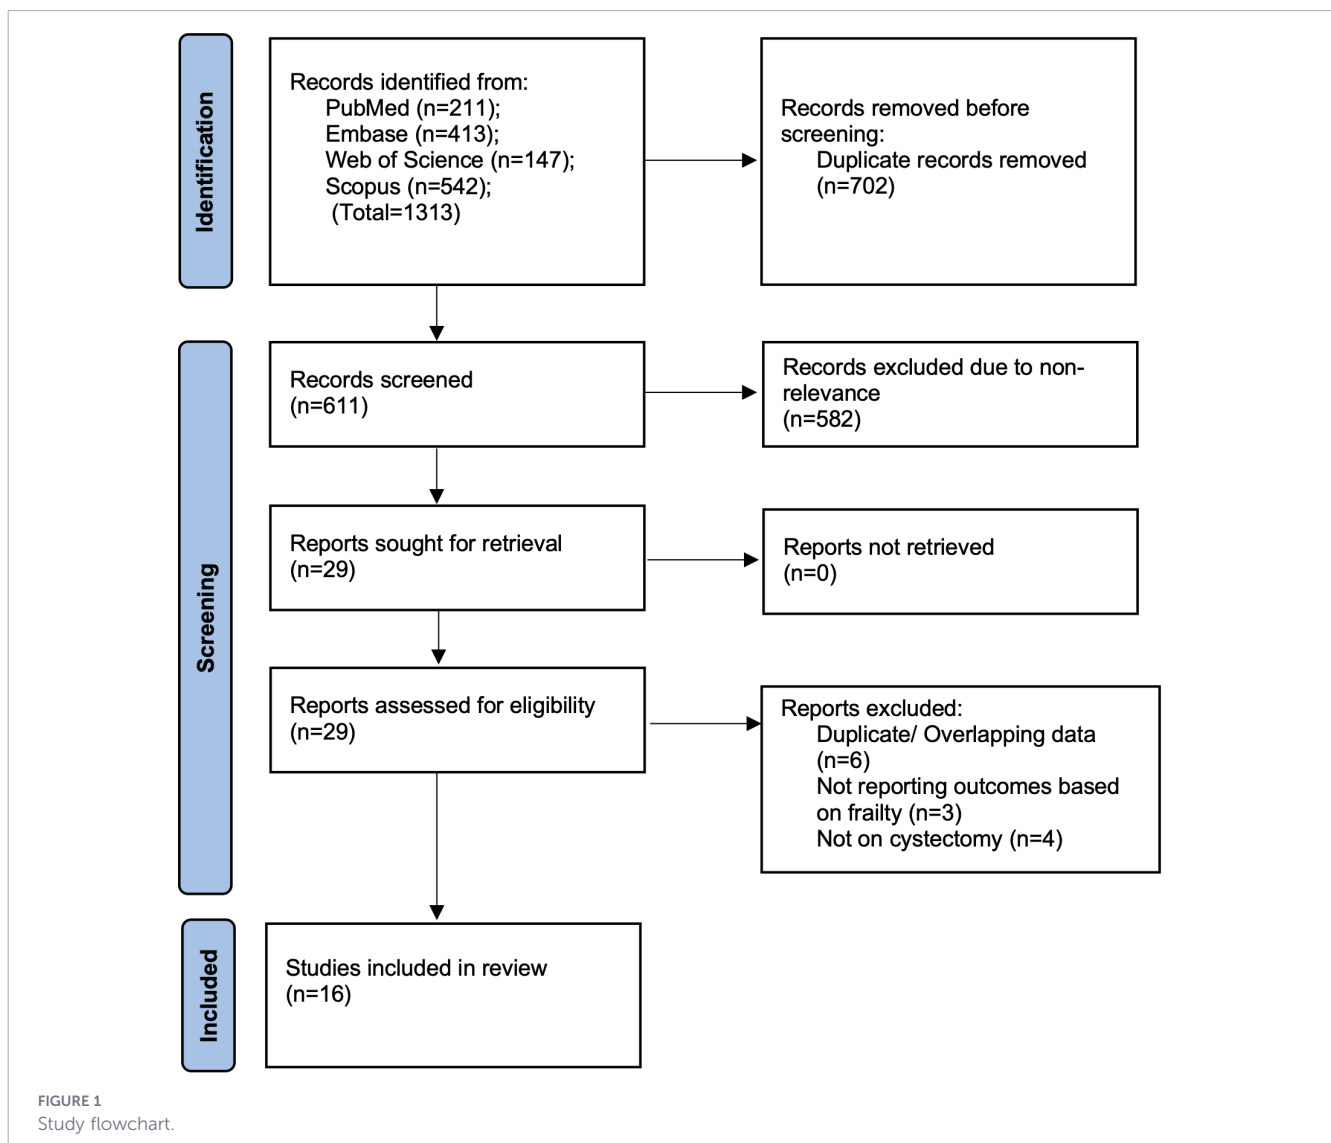 Identification
Records identified from:
PubMed (n=211);
Embase (n=413);
Web of Science (n=147);
Scopus (n=542);
(Total=1313)
Records removed before
screening:
Duplicate records removed
(n=702)
Screening
Records screened
(n=611)
Records excluded due to non-
relevance
(n=582)
Reports sought for retrieval
(n=29)
Reports not retrieved
(n=0)
Reports assessed for eligibility
(n=29)
Reports excluded:
Duplicate/ Overlapping data
(n=6)
Not reporting outcomes based
on frailty (n=3)
Not on cystectomy (n=4)
Included
Studies included in review
(n=16)
FIGURE 1
Study flowchart.